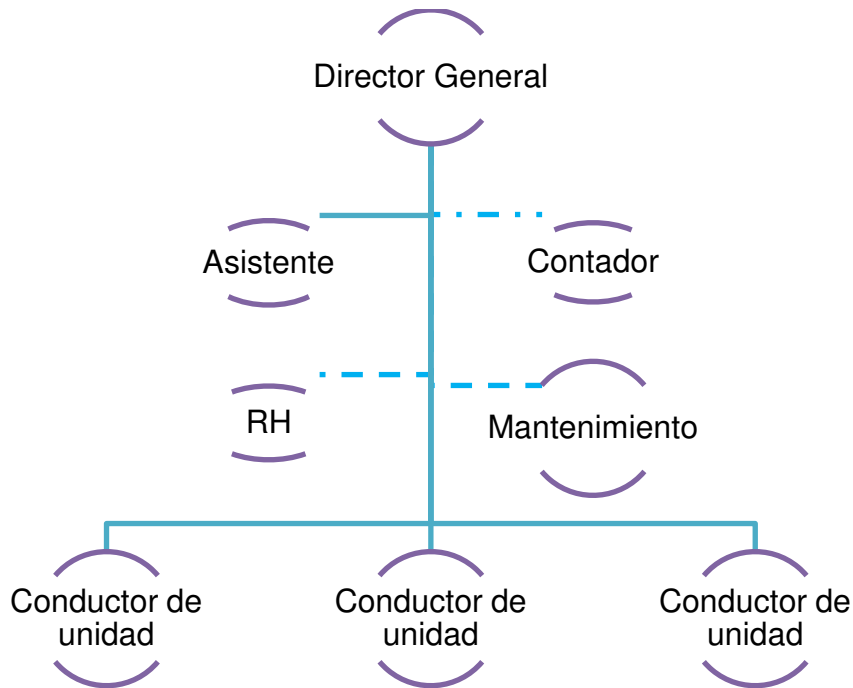 Director General
Asistente
Contador
RH
Mantenimiento
Conductor de
unidad
Conductor de
unidad
Conductor de
unidad